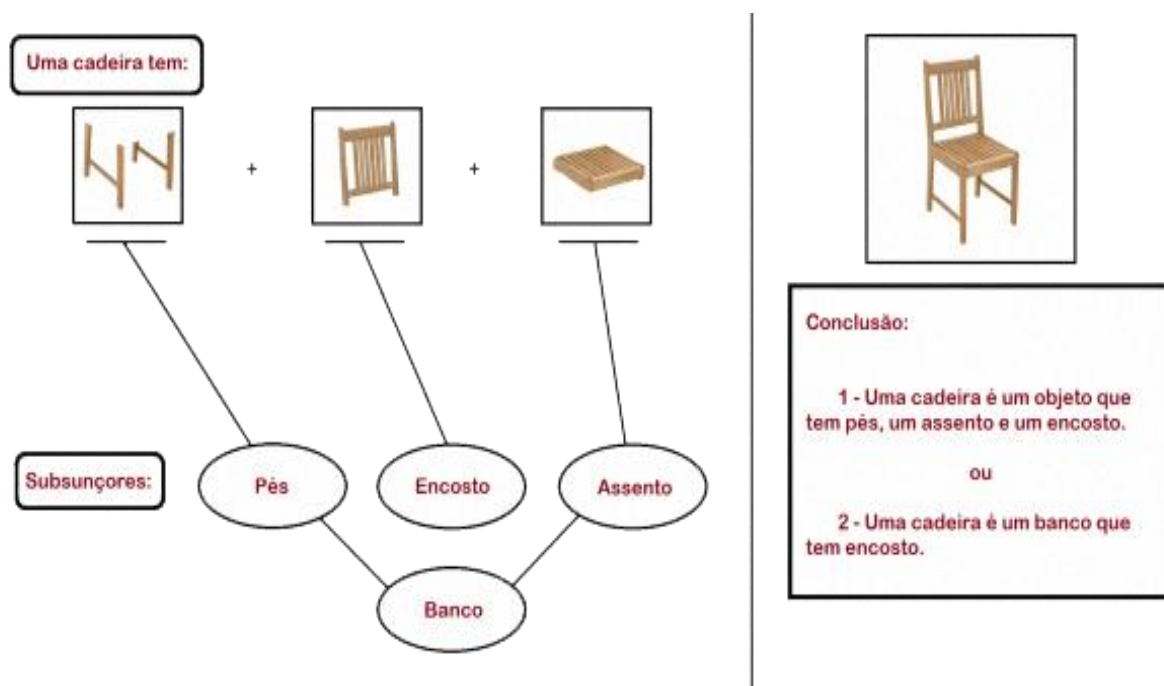 Uma cadeira tem:
+
+
Subsunçores:
Pés
Encosto
Assento
Banco
Conclusão:
1 - Uma cadeira é um objeto que
tem pés, um assento e um encosto.
ou
2 - Uma cadeira é um banco que
tem encosto.